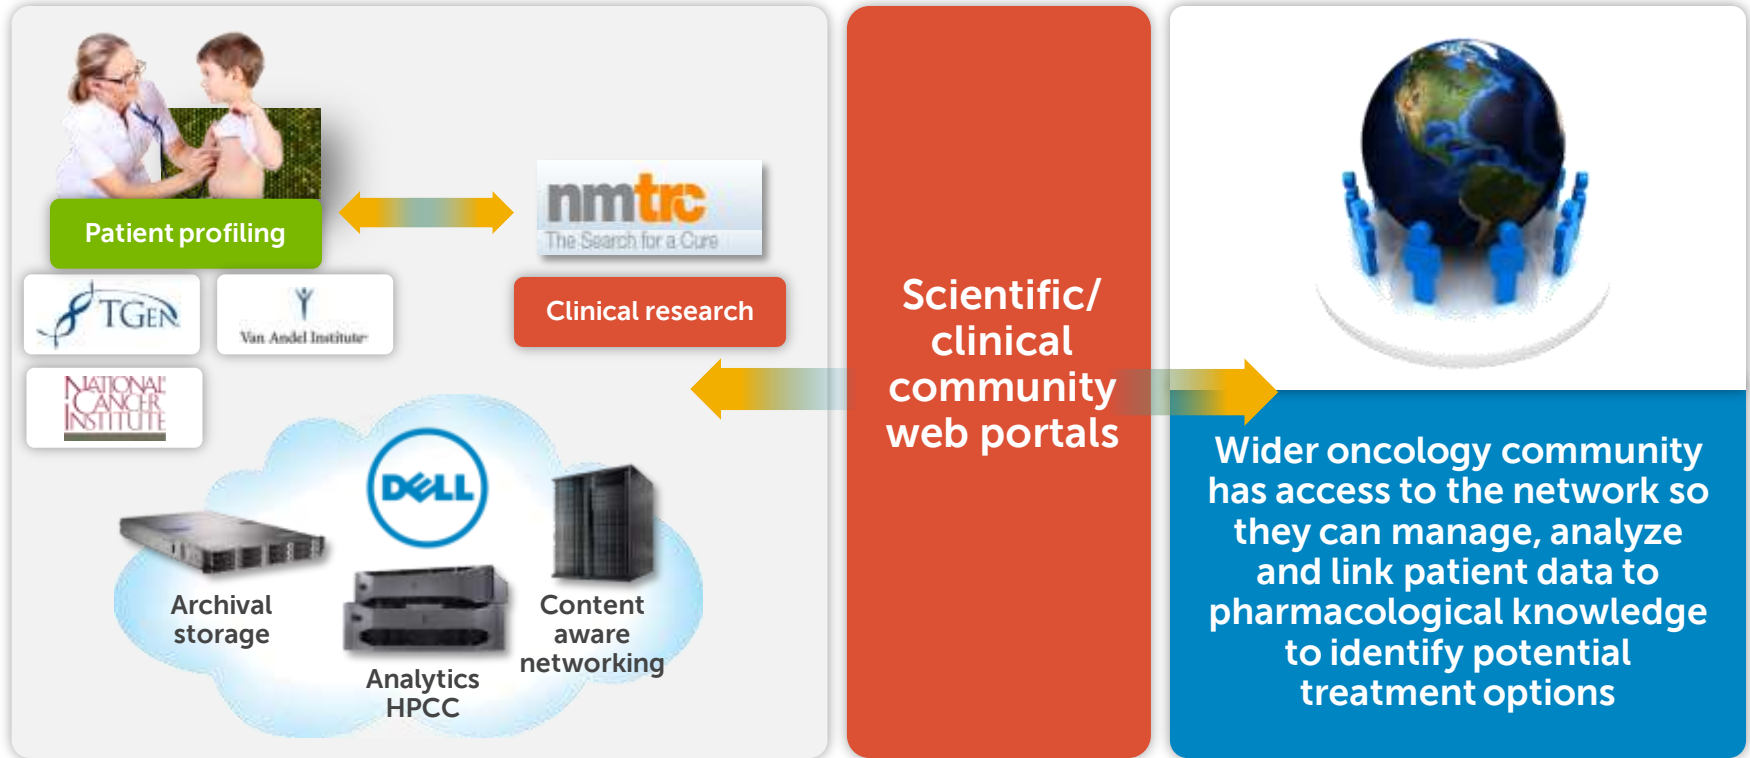 Patient profiling
TGEN
Van Andel Institute
NATIONAL
CANCER
INSTITUTE
nmtrc
The Search for a Cure
Clinical research
DELL
Archival
storage
Analytics
HPCC
Content
aware
networking
Scientific/
clinical
community
web portals
Wider oncology community
has access to the network so
they can manage, analyze
and link patient data to
pharmacological knowledge
to identify potential
treatment options